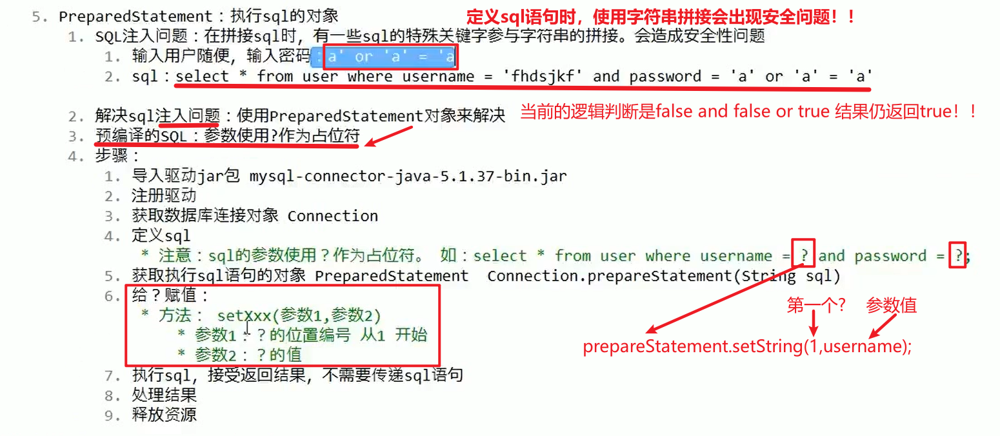 5. PreparedStatement：执行sql的对象
定义sql语句时，使用字符串拼接会出现安全问题！！
1. SQL注入问题：在拼接sql时，有一些sql的特殊关键字参与字符串的拼接。会造成安全性问题
1. 输入用户随便，输入密码：a' or 'a' = 'a
2. sql：select * from user where username = 'fhdsjkf' and password = 'a' or 'a' = 'a'
2. 解决sql注入问题：使用PreparedStatement对象来解决
当前的逻辑判断是false and false or true 结果仍返回true！！
3. 预编译的SQL：参数使用?作为占位符
4. 步骤：
1. 导入驱动jar包 mysql-connector-java-5.1.37-bin.jar
2. 注册驱动
3. 获取数据库连接对象 Connection
4. 定义sql
* 注意：sql的参数使用？作为占位符。 如：select * from user where username = ? and password = ?;
5. 获取执行sql语句的对象 PreparedStatement Connection.prepareStatement(String sql)
6. 给？赋值：
* 方法： setXxx(参数1,参数2)
第一个? 参数值
* 参数1：？的位置编号 从1 开始
prepareStatement.setString(1,username);
* 参数2：？的值
7. 执行sql，接受返回结果，不需要传递sql语句
8. 处理结果
9. 释放资源